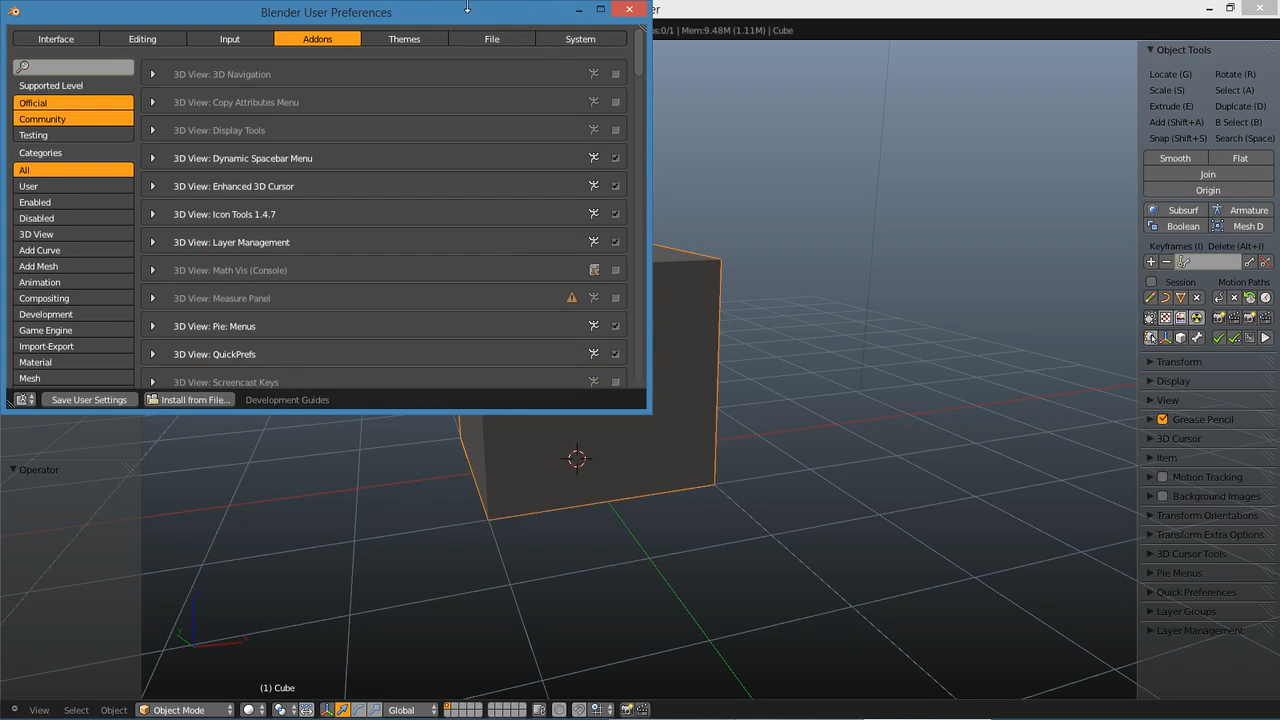 Blender User Preferences
er
Interface Editing Input Addons Themes File System
os:0/1 | Mem:9.48M (1.11M) | Cube
Supported Level
Official
Community
Testing
Categories
All
User
Enabled
Disabled
3D View
Add Curve
Add Mesh
Animation
Compositing
Development
Game Engine
Import-Export
Material
Mesh
3D View: 3D Navigation
3D View: Copy Attributes Menu
3D View: Display Tools
3D View: Dynamic Spacebar Menu
3D View: Enhanced 3D Cursor
3D View: Icon Tools 1.4.7
3D View: Layer Management
3D View: Math Vis (Console)
3D View: Measure Panel
3D View: Pie: Menus
3D View: QuickPrefs
3D View: Screencast Keys
Save User Settings Install from File... Development Guides
Operator
(1) Cube
Object Tools
Locate (G) Rotate (R)
Scale (S) Select (A)
Extrude (E) Duplcate (D)
Add (Shift+A) B Select (B)
Snap (Shift+S) Search (Space)
Smooth Flat
Join
Origin
Subsurf Armature
Boolean Mesh D
Keyframes (I) Delete (Alt+I)
Session Motion Paths
Transform
Display
View
Grease Pencil
3D Cursor
Item
Motion Tracking
Background Images
Transform Orientations
Transform Extra Options
3D Cursor Tools
Pie Menus
Quick Preferences
Layer Groups
Layer Management
View Select Object Object Mode Global